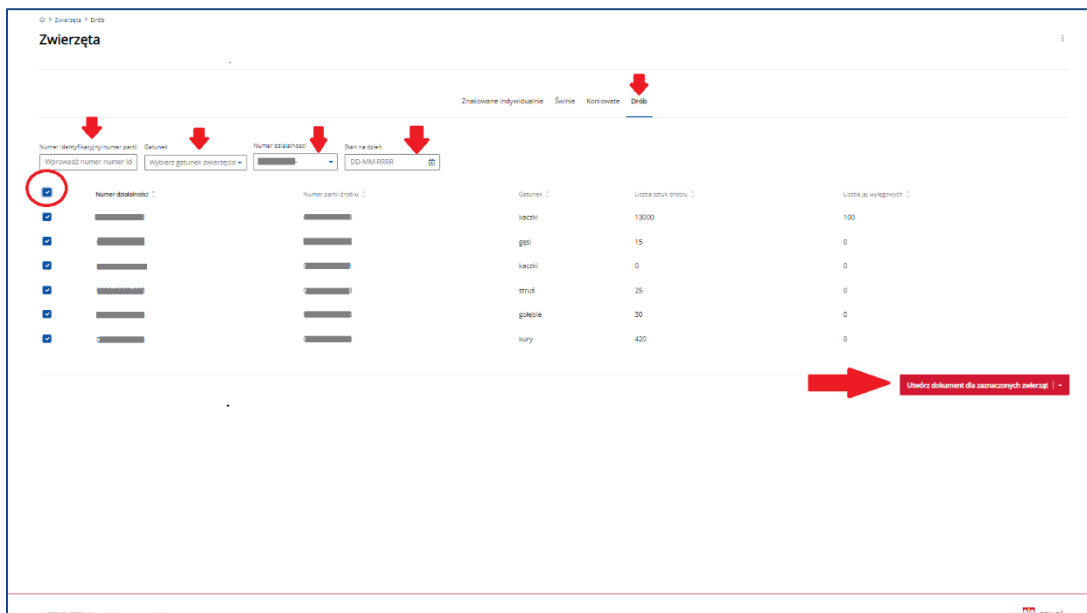 Zwierzęta > Drób
Zwierzęta
Znakowane indywidualnie Świnie Koniowate Drób
Numer identyfikacyjny/numer partii Gatunek Numer działalności Stan na dzień
Wprowadź numer numer id Wybierz gatunek zwierzęcia DD-MM-RRRR
Numer działalności Numer partii drobiu Gatunek Liczba sztuk drobiu Liczba jaj wylęgowych
kaczki 13000 100
gęsi 15 0
kaczki 0 0
struś 25 0
gołębie 30 0
kury 420 0
Utwórz dokument dla zaznaczonych zwierząt